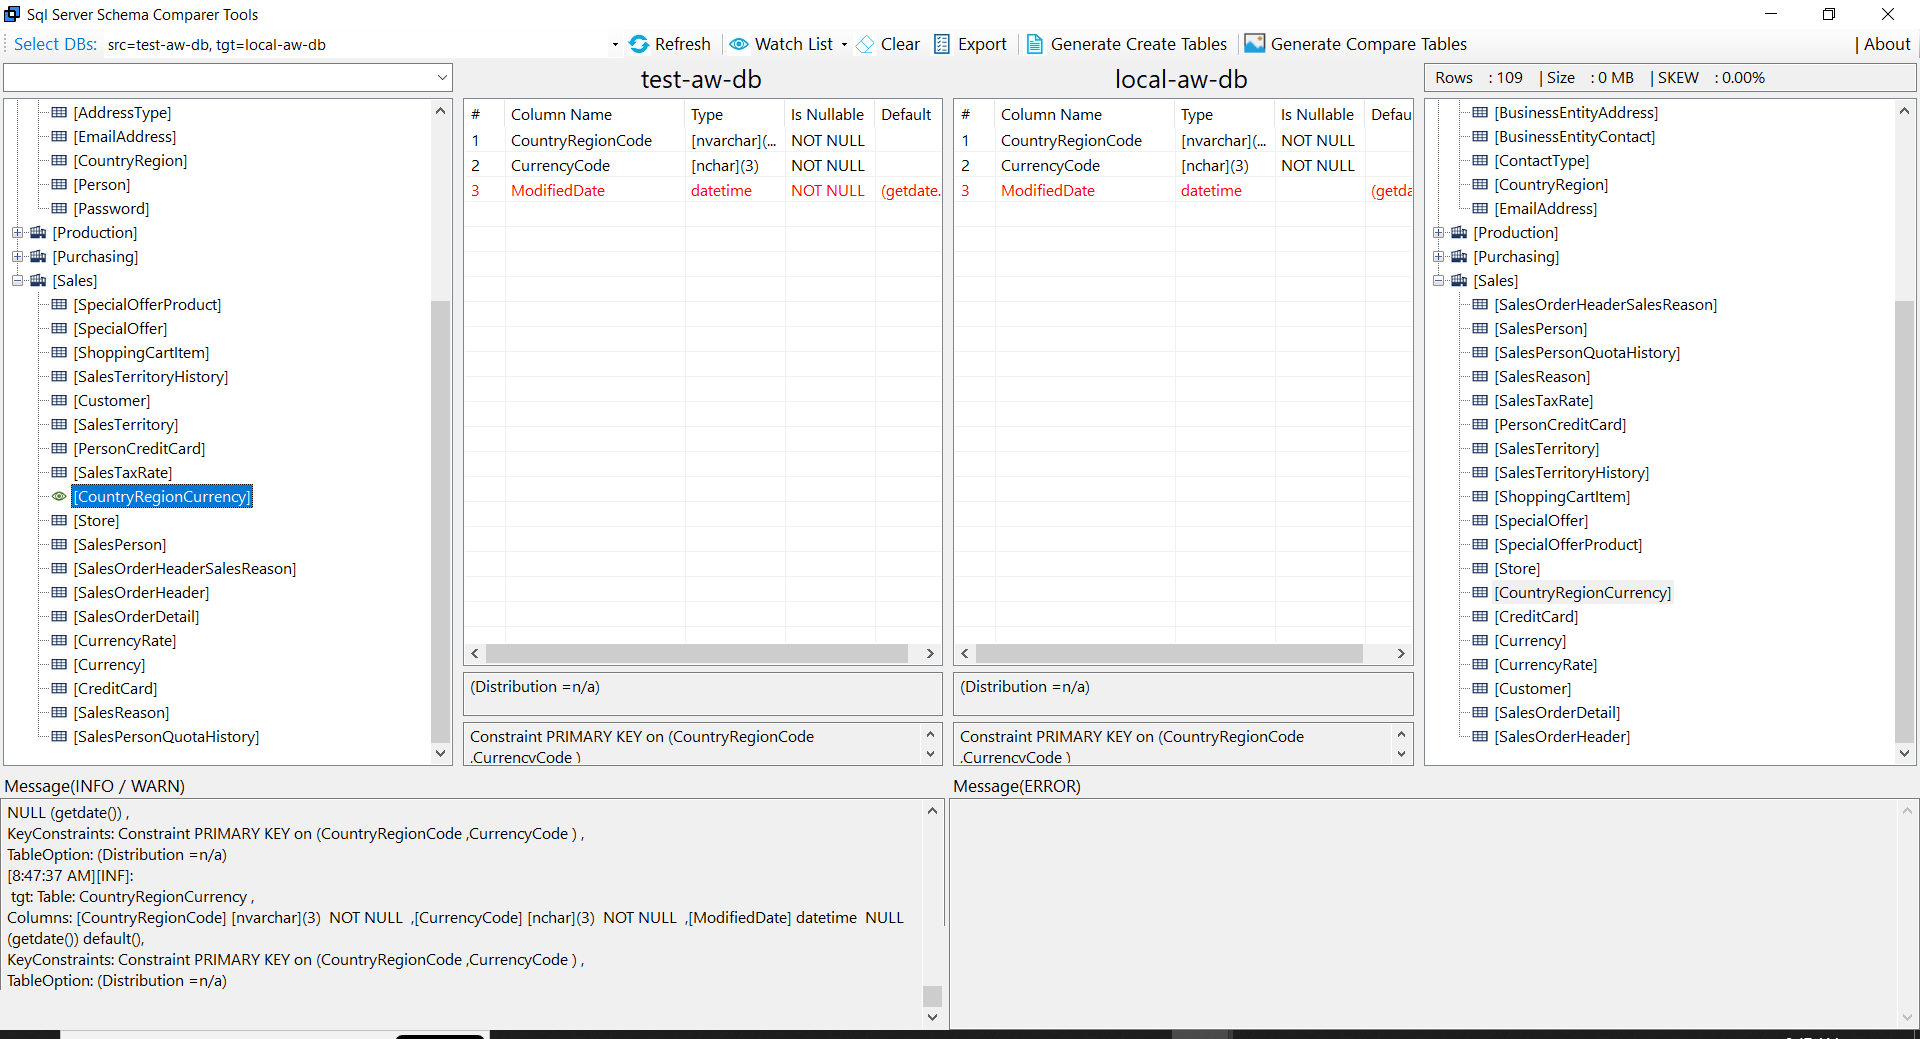 Sql Server Schema Comparer Tools
Select DBs: src=test-aw-db, tgt=local-aw-db Refresh Watch List Clear Export Generate Create Tables Generate Compare Tables | About
test-aw-db
local-aw-db
Rows : 109 | Size : 0 MB | SKEW : 0.00%
[AddressType]
[EmailAddress]
[CountryRegion]
[Person]
[Password]
[Production]
[Purchasing]
[Sales]
[SpecialOfferProduct]
[SpecialOffer]
[ShoppingCartItem]
[SalesTerritoryHistory]
[Customer]
[SalesTerritory]
[PersonCreditCard]
[SalesTaxRate]
[CountryRegionCurrency]
[Store]
[SalesPerson]
[SalesOrderHeaderSalesReason]
[SalesOrderHeader]
[SalesOrderDetail]
[CurrencyRate]
[Currency]
[CreditCard]
[SalesReason]
[SalesPersonQuotaHistory]
# Column Name Type Is Nullable Default
1 CountryRegionCode [nvarchar](... NOT NULL
2 CurrencyCode [nchar](3) NOT NULL
3 ModifiedDate datetime NOT NULL (getdate.
(Distribution =n/a)
Constraint PRIMARY KEY on (CountryRegionCode
,CurrencyCode )
# Column Name Type Is Nullable Defau
1 CountryRegionCode [nvarchar](... NOT NULL
2 CurrencyCode [nchar](3) NOT NULL
3 ModifiedDate datetime (getda
(Distribution =n/a)
Constraint PRIMARY KEY on (CountryRegionCode
,CurrencyCode )
[BusinessEntityAddress]
[BusinessEntityContact]
[ContactType]
[CountryRegion]
[EmailAddress]
[Production]
[Purchasing]
[Sales]
[SalesOrderHeaderSalesReason]
[SalesPerson]
[SalesPersonQuotaHistory]
[SalesReason]
[SalesTaxRate]
[PersonCreditCard]
[SalesTerritory]
[SalesTerritoryHistory]
[ShoppingCartItem]
[SpecialOffer]
[SpecialOfferProduct]
[Store]
[CountryRegionCurrency]
[CreditCard]
[Currency]
[CurrencyRate]
[Customer]
[SalesOrderDetail]
[SalesOrderHeader]
Message(INFO / WARN)
NULL (getdate()) ,
KeyConstraints: Constraint PRIMARY KEY on (CountryRegionCode ,CurrencyCode ) ,
TableOption: (Distribution =n/a)
[8:47:37 AM][INF]:
tgt: Table: CountryRegionCurrency ,
Columns: [CountryRegionCode] [nvarchar](3) NOT NULL ,[CurrencyCode] [nchar](3) NOT NULL ,[ModifiedDate] datetime NULL
(getdate()) default(),
KeyConstraints: Constraint PRIMARY KEY on (CountryRegionCode ,CurrencyCode ) ,
TableOption: (Distribution =n/a)
Message(ERROR)